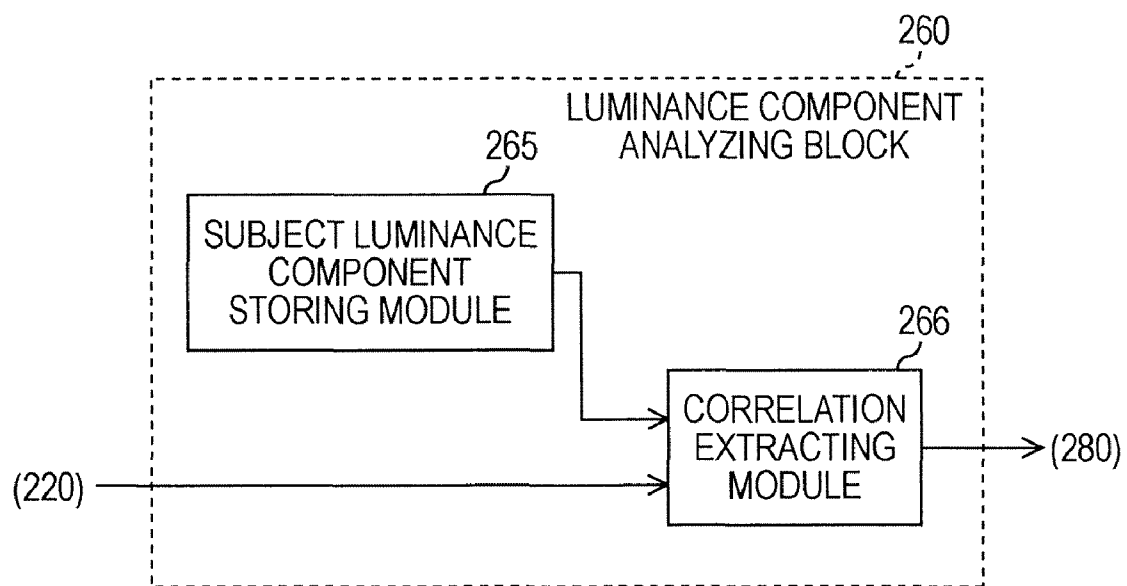 260
LUMINANCE COMPONENT
ANALYZING BLOCK
265
SUBJECT LUMINANCE
COMPONENT
STORING MODULE
266
CORRELATION
EXTRACTING
MODULE
(220)
(280)